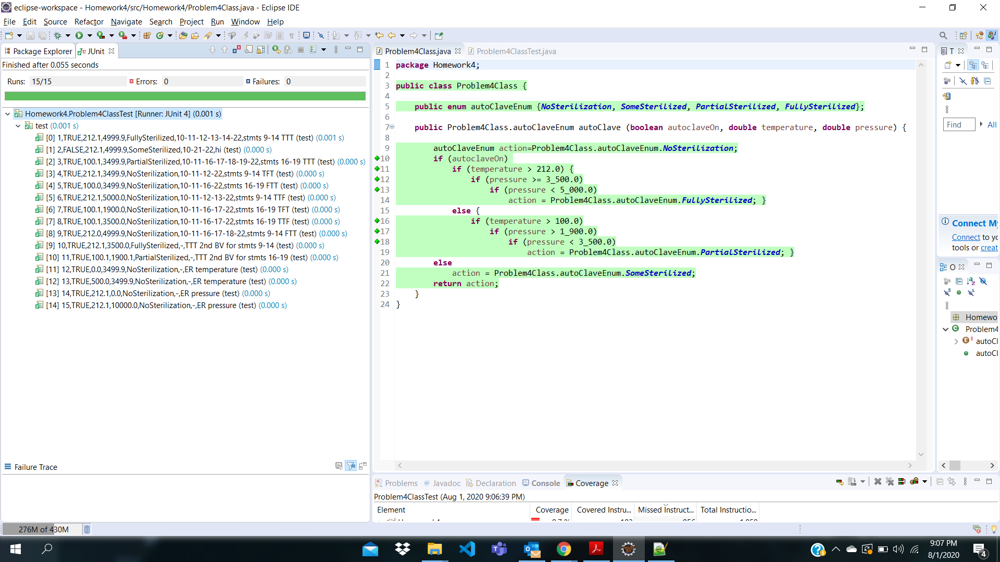 eclipse-workspace - Homework4/src/Homework4/Problem4Class.java - Eclipse IDE
File Edit Source Refactor Navigate Search Project Run Window Help
Package Explorer JUnit
Finished after 0.055 seconds
Runs: 15/15 Errors: 0 Failures: 0
Homework4.Problem4ClassTest [Runner: JUnit 4] (0.001 s)
test (0.001 s)
[0] 1,TRUE,212.1,4999.9,FullySterilized,10-11-12-13-14-22,stmts 9-14 TTT (test) (0.001 s)
[1] 2,FALSE,212.1,4999.9,SomeSterilized,10-21-22,hi (test) (0.000 s)
[2] 3,TRUE,100.1,3499.9,PartialSterilized,10-11-16-17-18-19-22,stmts 16-19 TTT (test) (0.000 s)
[3] 4,TRUE,212.1,3499.9,NoSterilization,10-11-12-22,stmts 9-14 TFT (test) (0.000 s)
[4] 5,TRUE,100.0,3499.9,NoSterilization,10-11-16-22,stmts 16-19 FTT (test) (0.000 s)
[5] 6,TRUE,212.1,5000.0,NoSterilization,10-11-12-13-22,stmts 9-14 TTF (test) (0.000 s)
[6] 7,TRUE,100.1,1900.0,NoSterilization,10-11-16-17-22,stmts 16-19 TFT (test) (0.000 s)
[7] 8,TRUE,100.1,3500.0,NoSterilization,10-11-16-17-22,stmts 16-19 TTF (test) (0.000 s)
[8] 9,TRUE,212.0,4999.9,NoSterilization,10-11-16-17-18-22,stmts 9-14 FTT (test) (0.000 s)
[9] 10,TRUE,212.1,3500.0,FullySterilized,-,TTT 2nd BV for stmts 9-14 (test) (0.000 s)
[10] 11,TRUE,100.1,1900.1,PartialSterilized,-,TTT 2nd BV for stmts 16-19 (test) (0.000 s)
[11] 12,TRUE,0.0,3499.9,NoSterilization,-,ER temperature (test) (0.000 s)
[12] 13,TRUE,500.0,3499.9,NoSterilization,-,ER temperature (test) (0.000 s)
[13] 14,TRUE,212.1,0.0,NoSterilization,-,ER pressure (test) (0.000 s)
[14] 15,TRUE,212.1,10000.0,NoSterilization,-,ER pressure (test) (0.000 s)
Failure Trace
276M of 430M
Problem4Class.java Problem4ClassTest.java
1 package Homework4;
2
3 public class Problem4Class {
4
5 public enum autoClaveEnum {NoSterilization, SomeSterilized, PartialSterilized, FullySterilized};
6
7 public Problem4Class.autoClaveEnum autoClave (boolean autoclaveOn, double temperature, double pressure) {
8
9 autoClaveEnum action=Problem4Class.autoClaveEnum.NoSterilization;
10 if (autoclaveOn)
11 if (temperature > 212.0) {
12 if (pressure >= 3_500.0)
13 if (pressure < 5_000.0)
14 action = Problem4Class.autoClaveEnum.FullySterilized; }
15 else {
16 if (temperature > 100.0)
17 if (pressure > 1_900.0)
18 if (pressure < 3_500.0)
19 action = Problem4Class.autoClaveEnum.PartialSterilized; }
20 else
21 action = Problem4Class.autoClaveEnum.SomeSterilized;
22 return action;
23 }
24 }
Problems @ Javadoc Declaration Console Coverage
Problem4ClassTest (Aug 1, 2020 9:06:39 PM)
Element Coverage Covered Instru... Missed Instruct... Total Instructio...
T
Find All
Connect My
Connect to yo
tools or creat
O
Homewo
Problem4
autoCl
autoCl
9:07 PM
8/1/2020
4